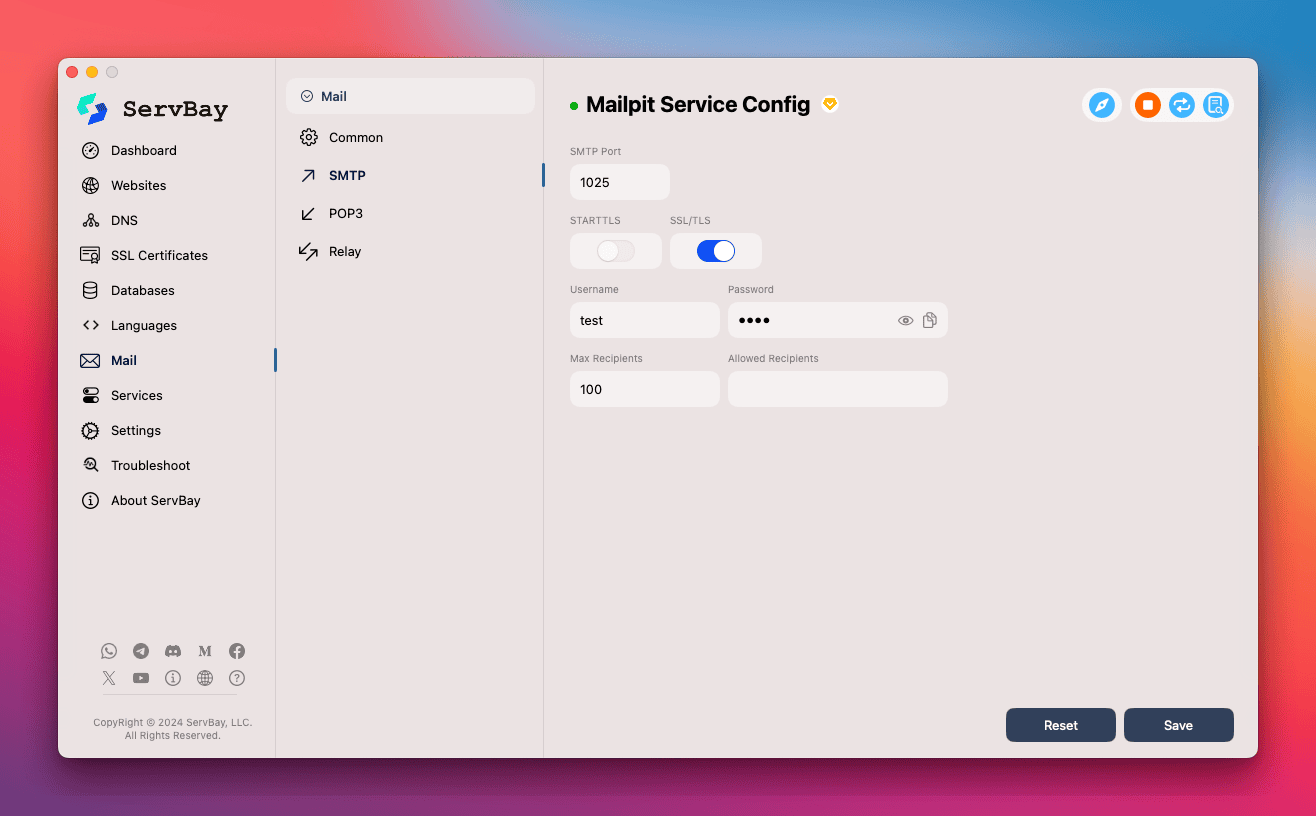 ServBay
Dashboard
Websites
DNS
SSL Certificates
Databases
Languages
Mail
Services
Settings
Troubleshoot
About ServBay
CopyRight © 2024 ServBay, LLC.
All Rights Reserved.
Mail
Common
SMTP
POP3
Relay
Mailpit Service Config
SMTP Port
1025
STARTTLS SSL/TLS
Username Password
test ••••
Max Recipients Allowed Recipients
100
Reset Save